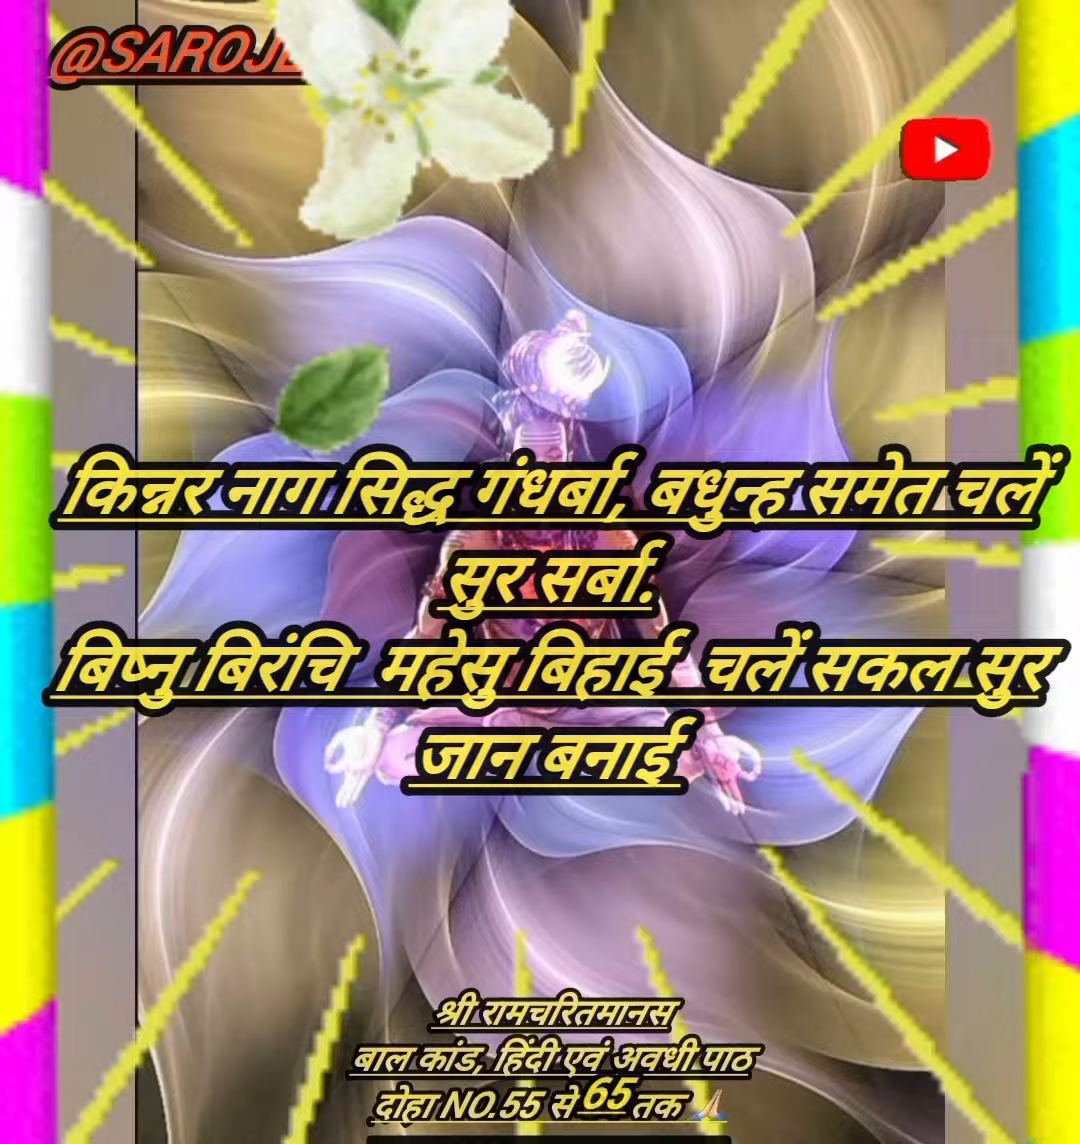 @SAROJ
किन्नर नाग सिद्ध गंधर्बा, बधुन्ह समेत चलें
सुर सर्बा.
बिष्नु बिरंचि महेसु बिहाई चलें सकल सुर
जान बनाई
श्री रामचरितमानस
बाल कांड, हिंदी एवं अवधी पाठ
दोहा NO.55 से 65 तक 🙏🏼